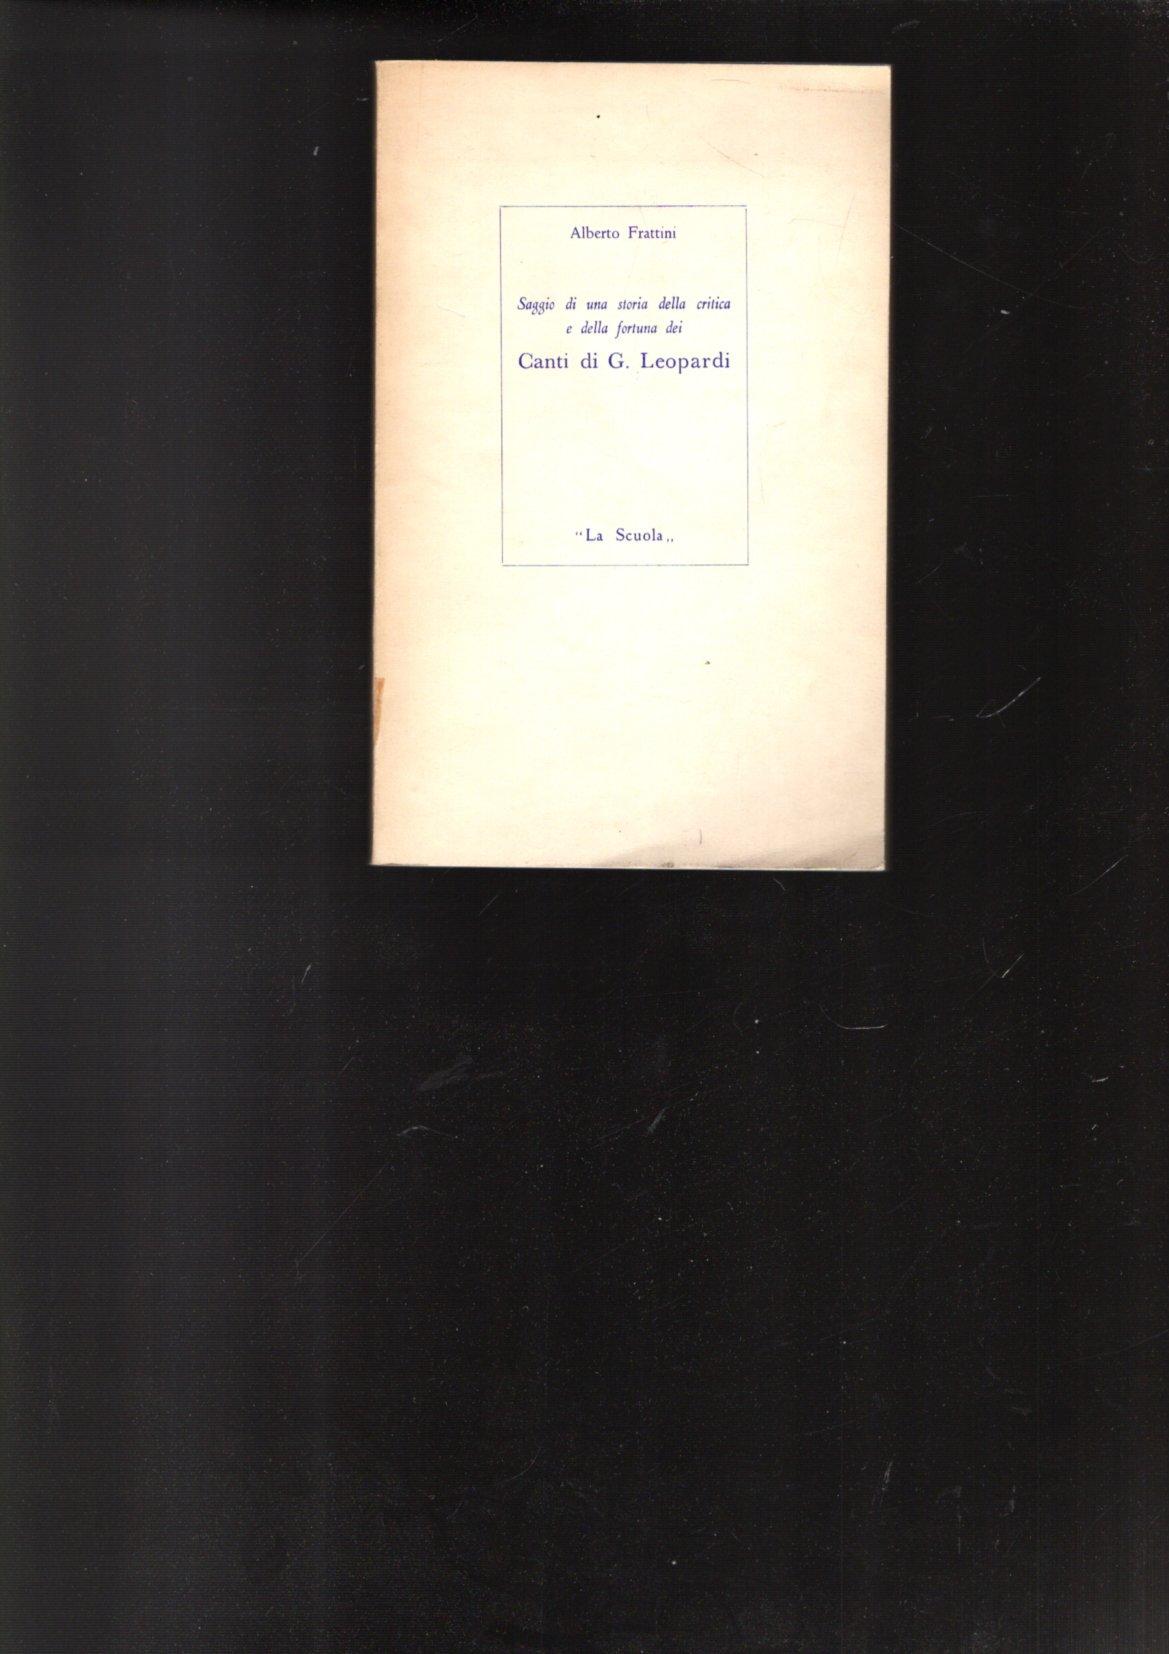 Alberto Frattini
Saggio di una storia della critica
e della fortuna dei
Canti di G. Leopardi
“La Scuola„